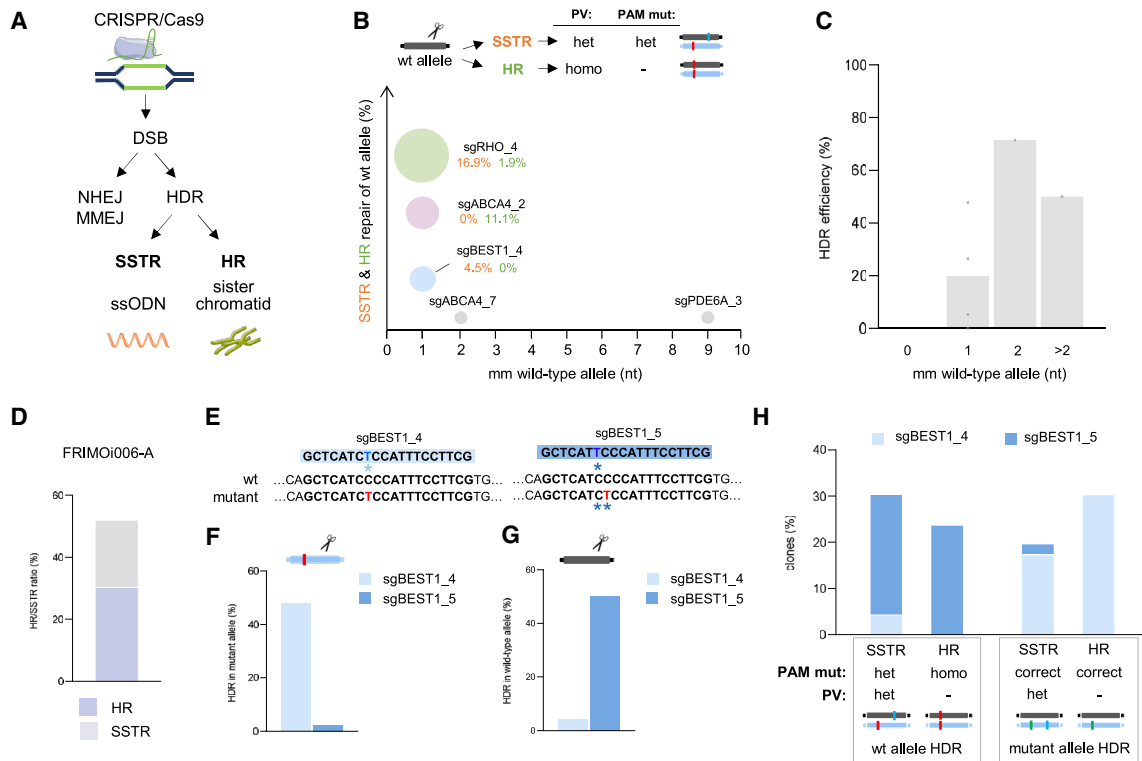 A
CRISPR/Cas9
DSB
NHEJ
MMEJ
HDR
SSTR
HR
ssODN
sister
chromatid
B
PV:
PAM mut:
wt allele
SSTR
het
het
HR
homo
-
SSTR & HR repair of wt allele (%)
sgRHO_4
16.9% 1.9%
sgABCA4_2
0% 11.1%
sgBEST1_4
4.5% 0%
sgABCA4_7
sgPDE6A_3
0 1 2 3 4 5 6 7 8 9 10
mm wild-type allele (nt)
C
HDR efficiency (%)
100
80
60
40
20
0
0 1 2 >2
mm wild-type allele (nt)
D
FRIMOi006-A
HR/SSTR ratio (%)
60
40
20
0
HR
SSTR
E
sgBEST1_4
GCTCATCTCCATTTCCTTCG
*
wt
...CAGCTCATCCCCATTTCCTTCGTG...
mutant
...CAGCTCATCTCCATTTCCTTCGTG...
sgBEST1_5
GCTCATTCCCATTTCCTTCG
*
...CAGCTCATCCCCATTTCCTTCGTG...
...CAGCTCATCTCCATTTCCTTCGTG...
**
F
HDR in mutant allele (%)
60
40
20
0
sgBEST1_4
sgBEST1_5
G
HDR in wild-type allele (%)
60
40
20
0
sgBEST1_4
sgBEST1_5
H
sgBEST1_4
sgBEST1_5
clones (%)
40
30
20
10
0
SSTR HR SSTR HR
PAM mut: het homo correct correct
PV: het - het -
wt allele HDR
mutant allele HDR